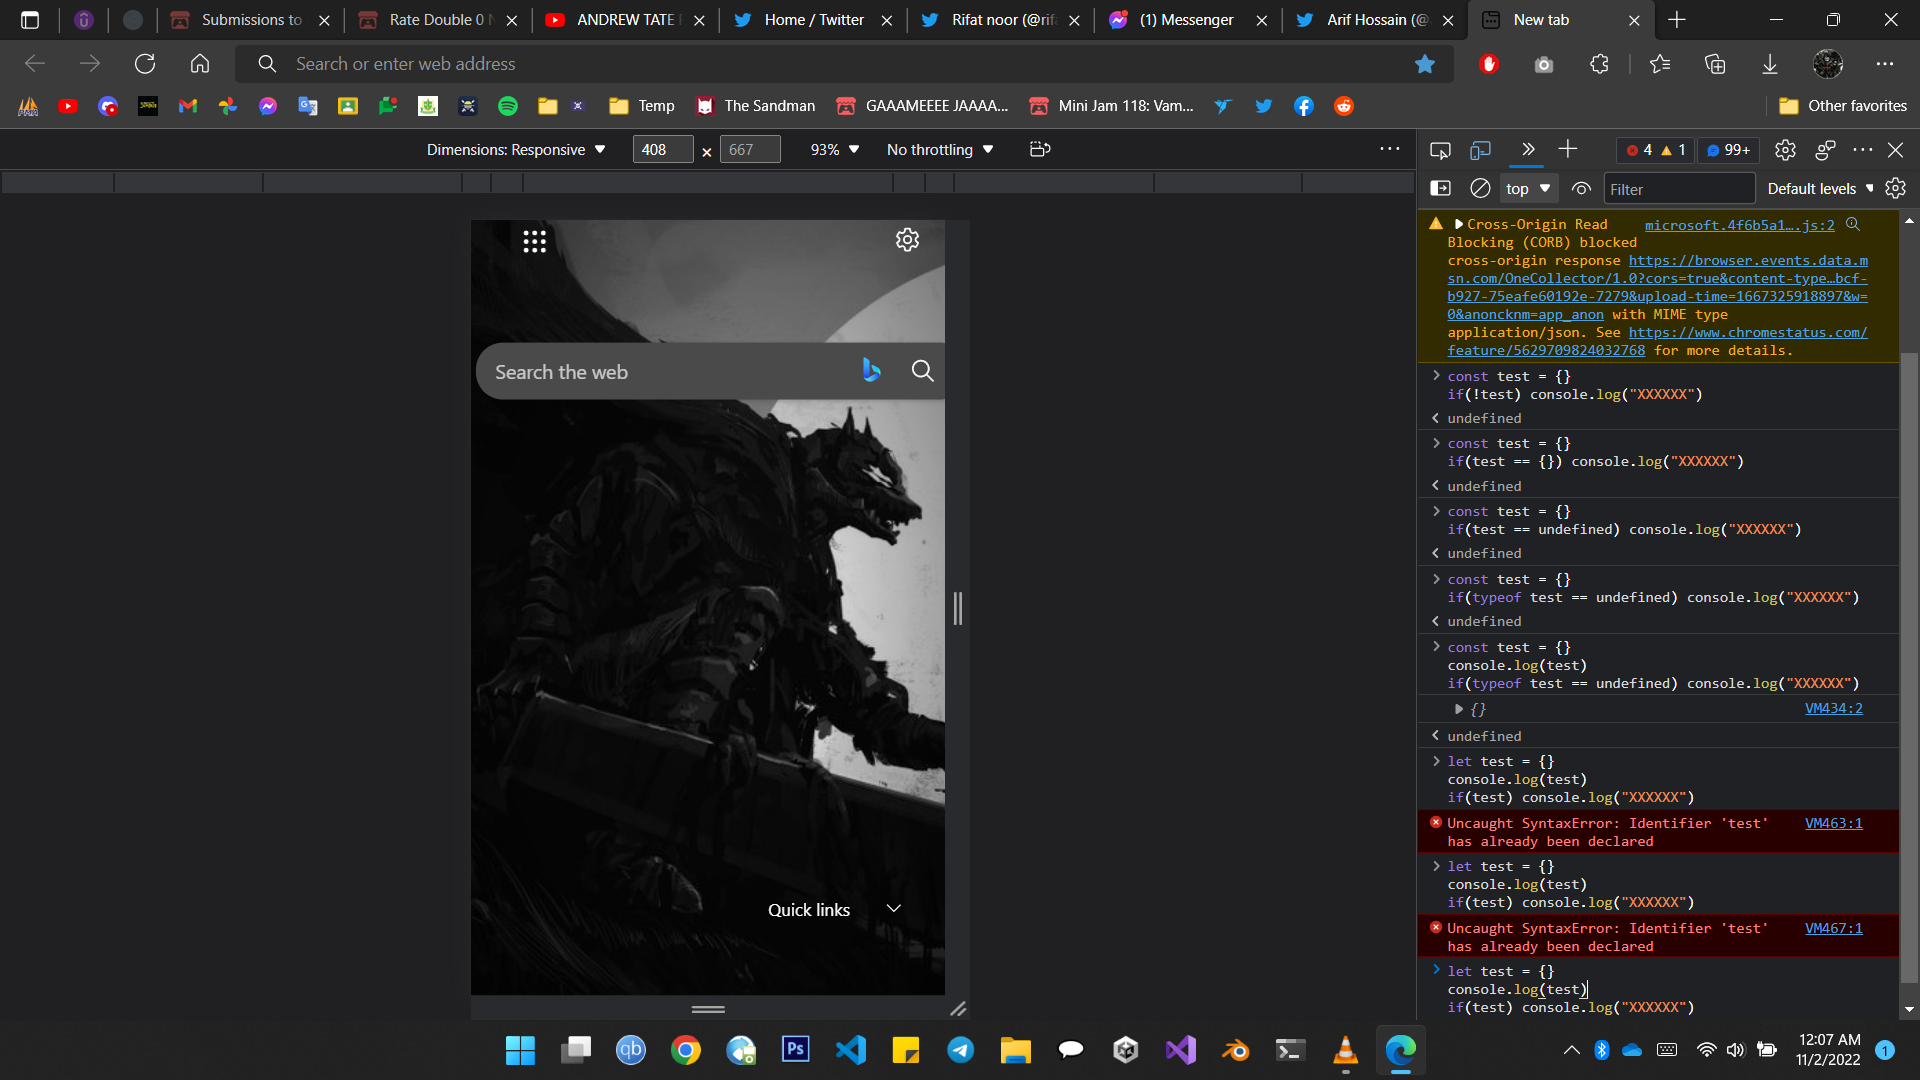 Submissions to
Rate Double 0 N
ANDREW TATE
Home / Twitter
Rifat noor (@rif
(1) Messenger
Arif Hossain (@
New tab
Search or enter web address
Temp
The Sandman
GAAAMEEEE JAAAA...
Mini Jam 118: Vam...
Other favorites
Dimensions: Responsive
408 × 667
93%
No throttling
4 1
99+
top
Filter
Default levels
Cross-Origin Read microsoft.4f6b5a1….js:2
Blocking (CORB) blocked
cross-origin response https://browser.events.data.m
sn.com/OneCollector/1.0?cors=true&content-type…bcf-
b927-75eafe60192e-7279&upload-time=1667325918897&w=
0&anoncknm=app_anon with MIME type
application/json. See https://www.chromestatus.com/
feature/5629709824032768 for more details.
const test = {}
if(!test) console.log("XXXXXX")
undefined
const test = {}
if(test == {}) console.log("XXXXXX")
undefined
const test = {}
if(test == undefined) console.log("XXXXXX")
undefined
const test = {}
if(typeof test == undefined) console.log("XXXXXX")
undefined
const test = {}
console.log(test)
if(typeof test == undefined) console.log("XXXXXX")
{} VM434:2
undefined
let test = {}
console.log(test)
if(test) console.log("XXXXXX")
Uncaught SyntaxError: Identifier 'test' VM463:1
has already been declared
let test = {}
console.log(test)
if(test) console.log("XXXXXX")
Uncaught SyntaxError: Identifier 'test' VM467:1
has already been declared
let test = {}
console.log(test)
if(test) console.log("XXXXXX")
Search the web
Quick links
qb
Ps
12:07 AM
11/2/2022
1